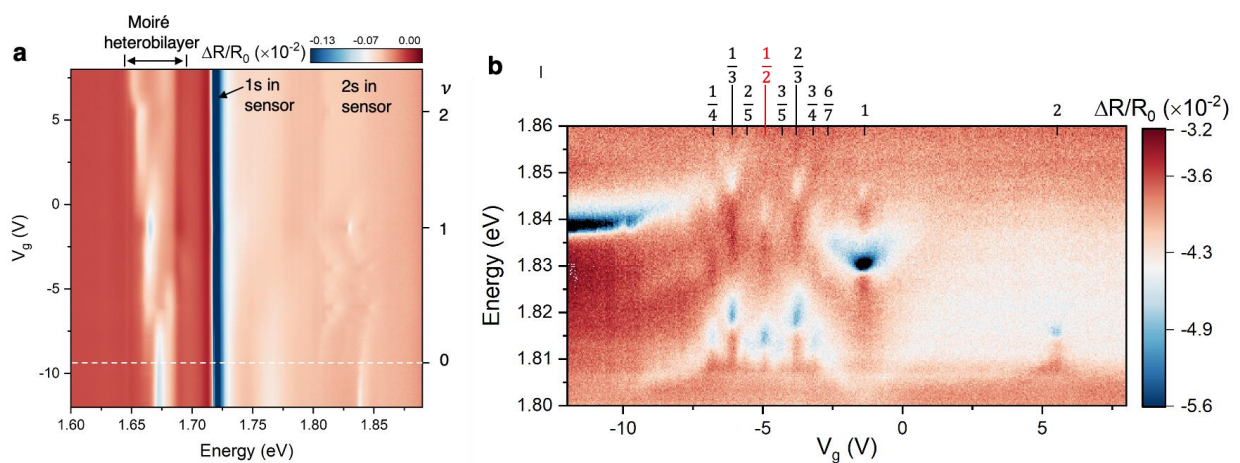 a
Moiré
heterobilayer
ΔR/R₀ (×10⁻²)
-0.13 -0.07 0.00
1s in
sensor
2s in
sensor
ν
5
0
-5
-10
2
1
0
V_g (V)
1.60 1.65 1.70 1.75 1.80 1.85
Energy (eV)
b
1/4 1/3 2/5 1/2 3/5 2/3 3/4 6/7 1 2
ΔR/R₀ (×10⁻²)
1.86
1.85
1.84
1.83
1.82
1.81
1.80
Energy (eV)
-10 -5 0 5
V_g (V)
-3.2
-3.6
-4.3
-4.9
-5.6